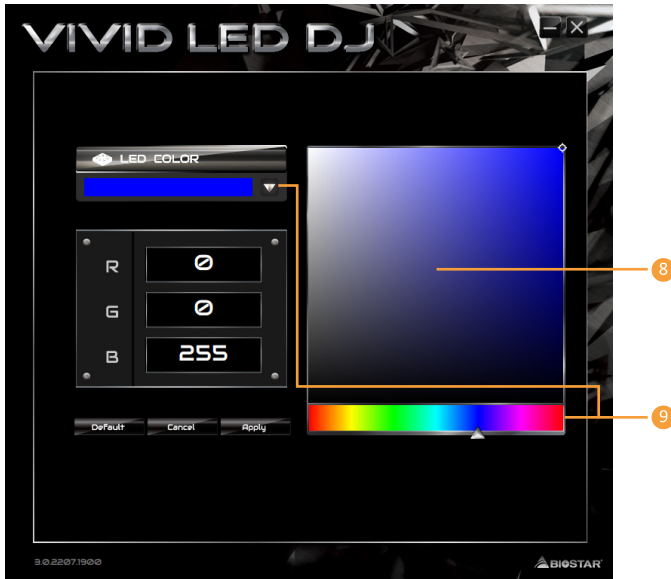 VIVID LED DJ
LED COLOR
R 0
G 0
B 255
Default Cancel Apply
8
9
3.0.2207.1900
BIOSTAR